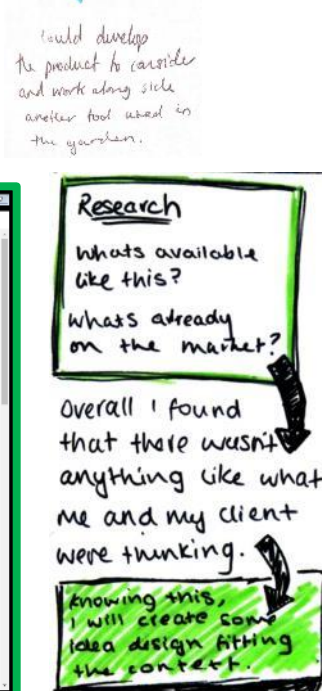 Could develop
the product to consider
and work along side
another tool used in
the garden.
Research
Whats available
like this?
Whats already
on the market?
Overall I found
that there wasn't
anything like what
me and my client
were thinking.
Knowing this,
I will create some
idea design fitting
the context.